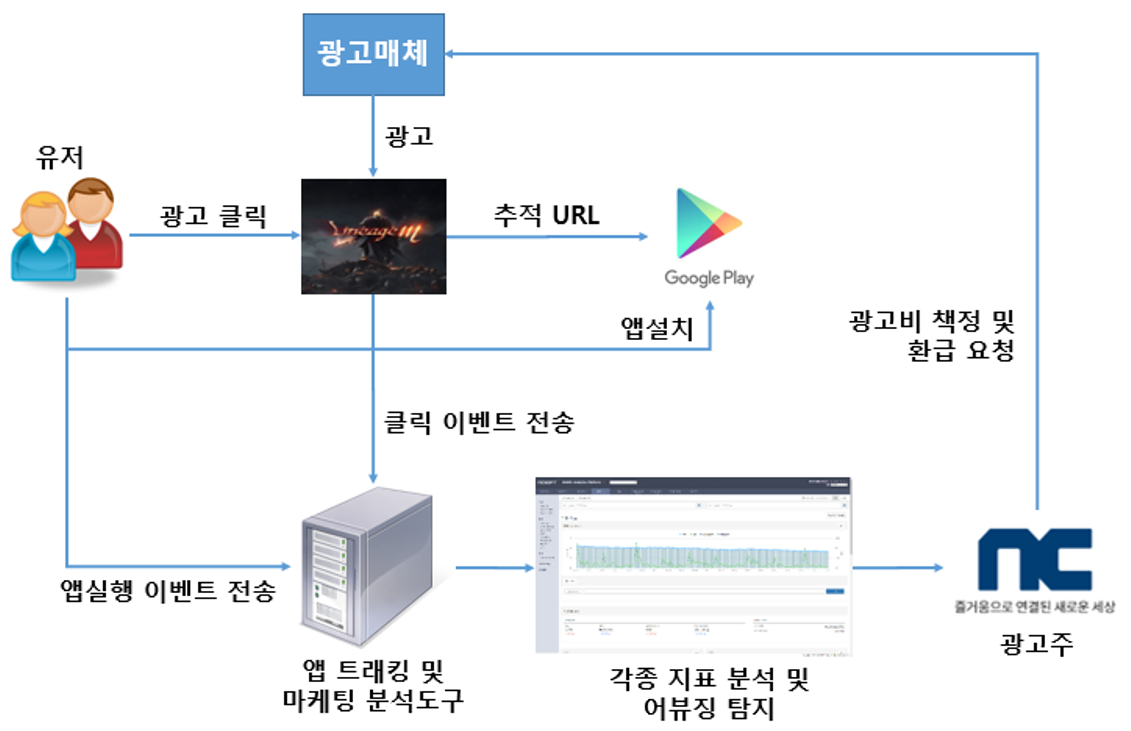 광고매체
광고
유저
광고 클릭
Lineage M
추적 URL
Google Play
앱설치
광고비 책정 및
환급 요청
클릭 이벤트 전송
앱실행 이벤트 전송
nc
즐거움으로 연결된 새로운 세상
광고주
앱 트래킹 및
마케팅 분석도구
각종 지표 분석 및
어뷰징 탐지